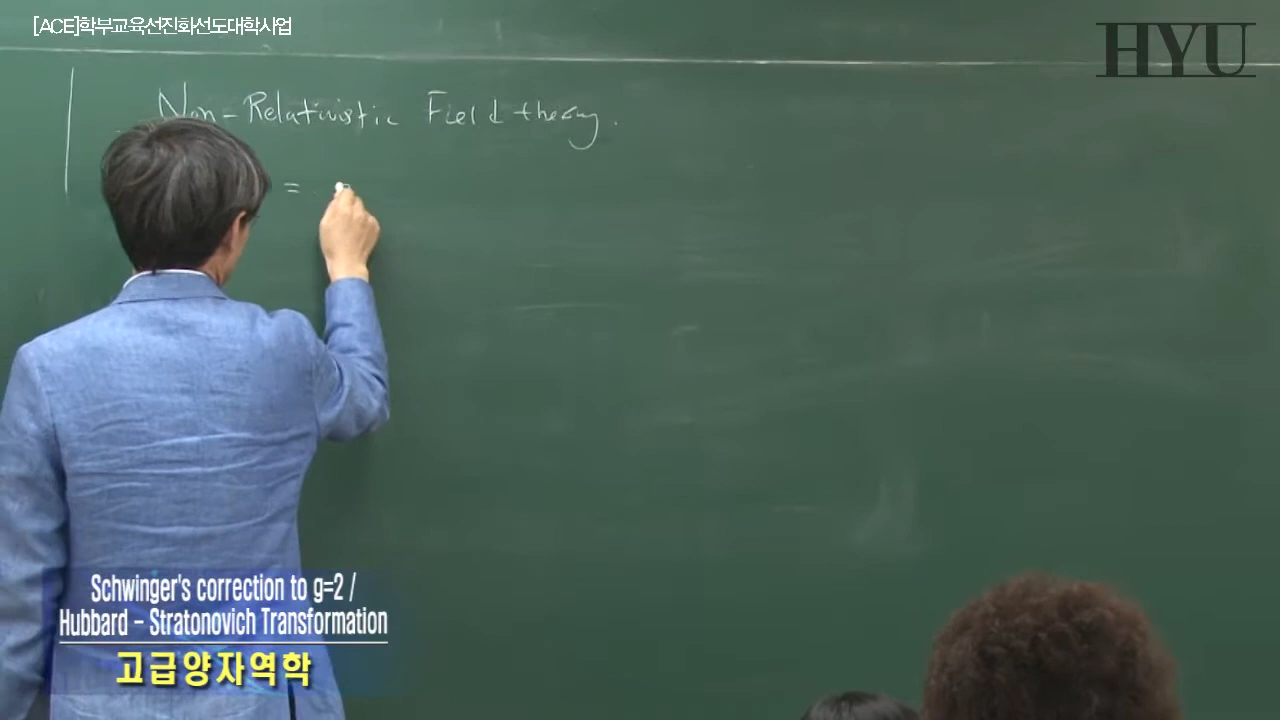 [ACE]학부교육선진화선도대학사업
HYU
Non-Relativistic Field theory.
=
Schwinger's correction to g=2 /
Hubbard - Stratonovich Transformation
고급양자역학